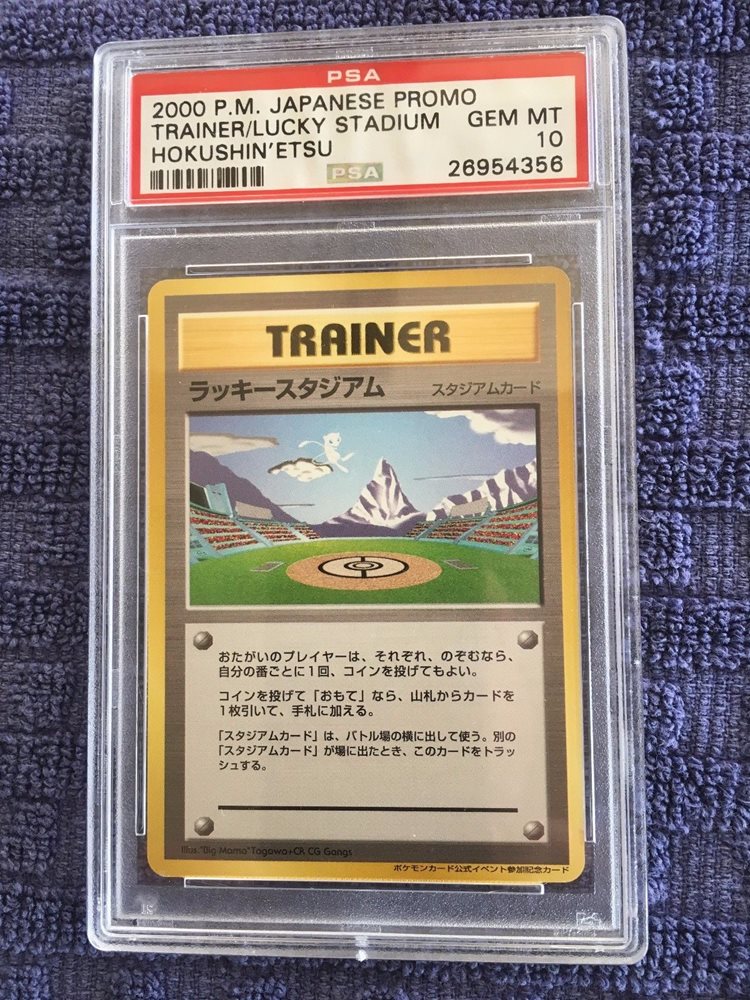 PSA
2000 P.M. JAPANESE PROMO
TRAINER/LUCKY STADIUM GEM MT
HOKUSHIN'ETSU 10
PSA 26954356
TRAINER
ラッキースタジアム スタジアムカード
おたがいのプレイヤーは、それぞれ、のぞむなら、
自分の番ごとに1回、コインを投げてもよい。
コインを投げて「おもて」なら、山札からカードを
1枚引いて、手札に加える。
「スタジアムカード」は、バトル場の横に出して使う。別の
「スタジアムカード」が場に出たとき、このカードをトラッ
シュする。
Illus."Big Mama"Tagawa+CR CG Gangs
ポケモンカード公式イベント参加記念カード